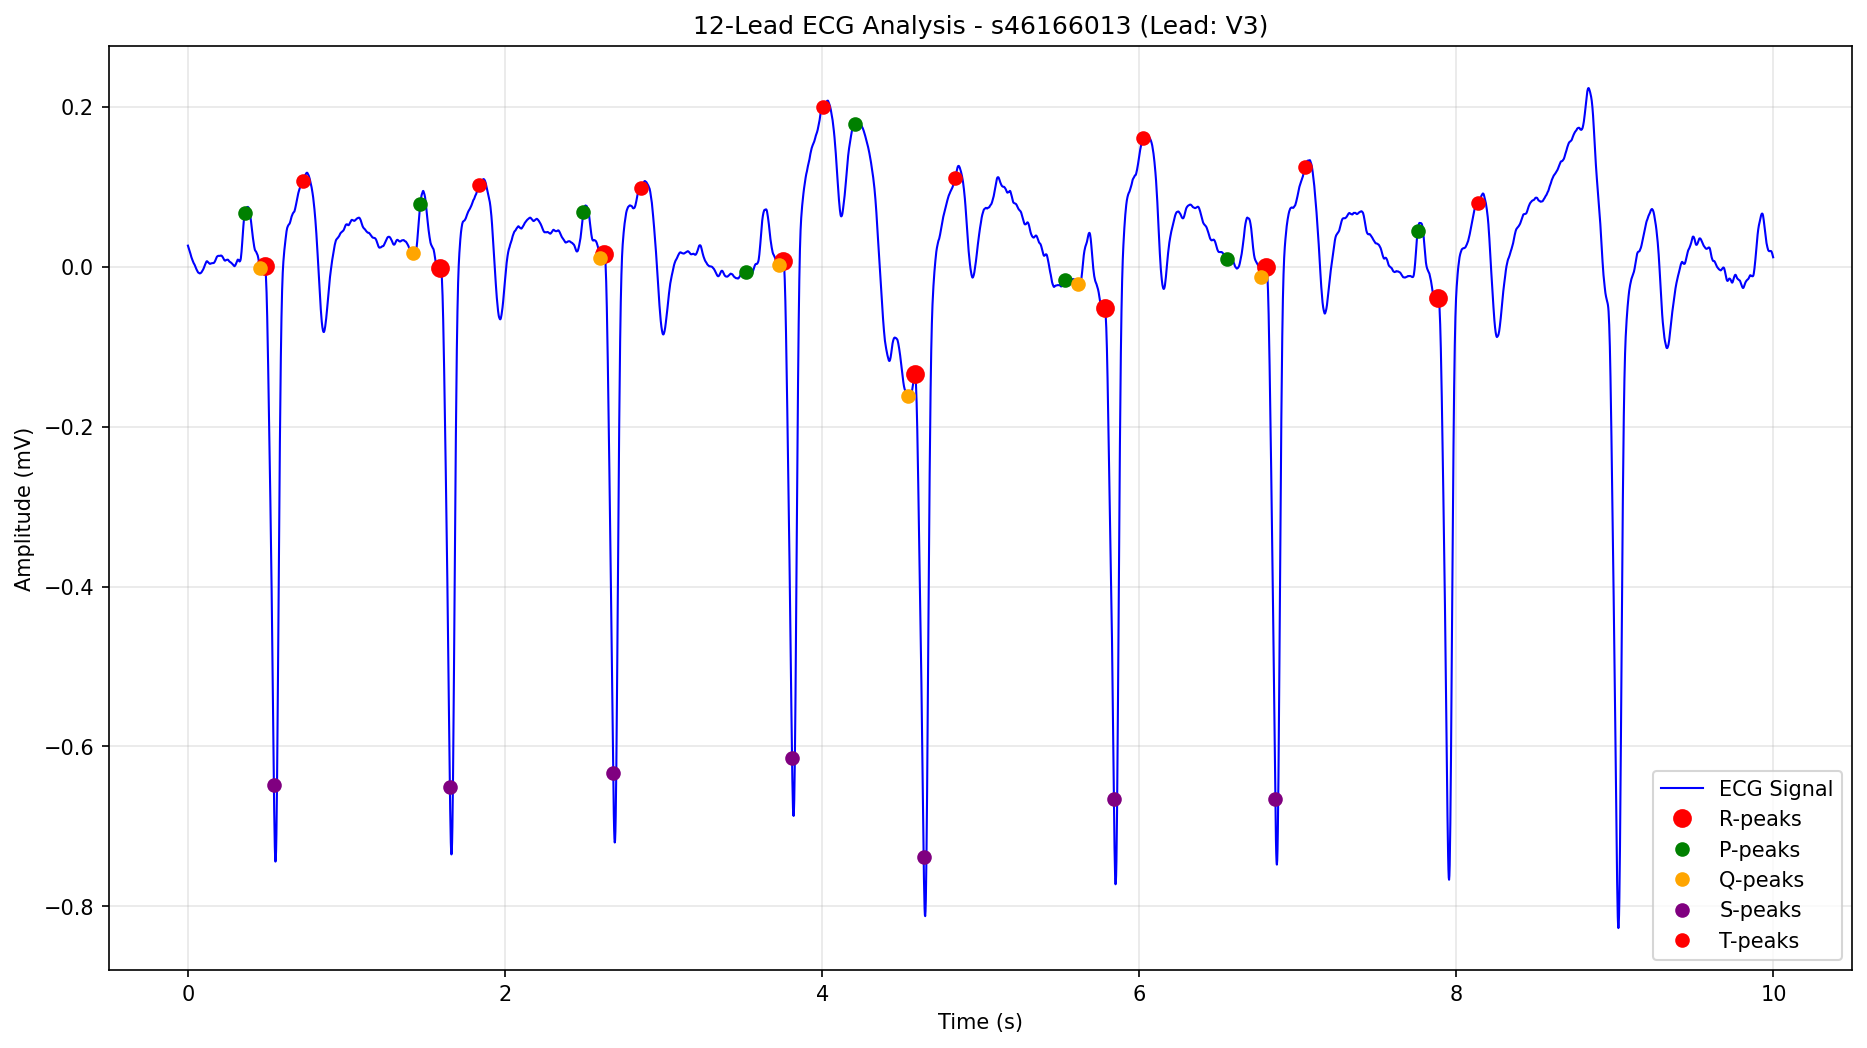 12-Lead ECG Analysis - s46166013 (Lead: V3)
Amplitude (mV)
0.2
0.0
−0.2
−0.4
−0.6
−0.8
0
2
4
6
8
10
Time (s)
ECG Signal
R-peaks
P-peaks
Q-peaks
S-peaks
T-peaks